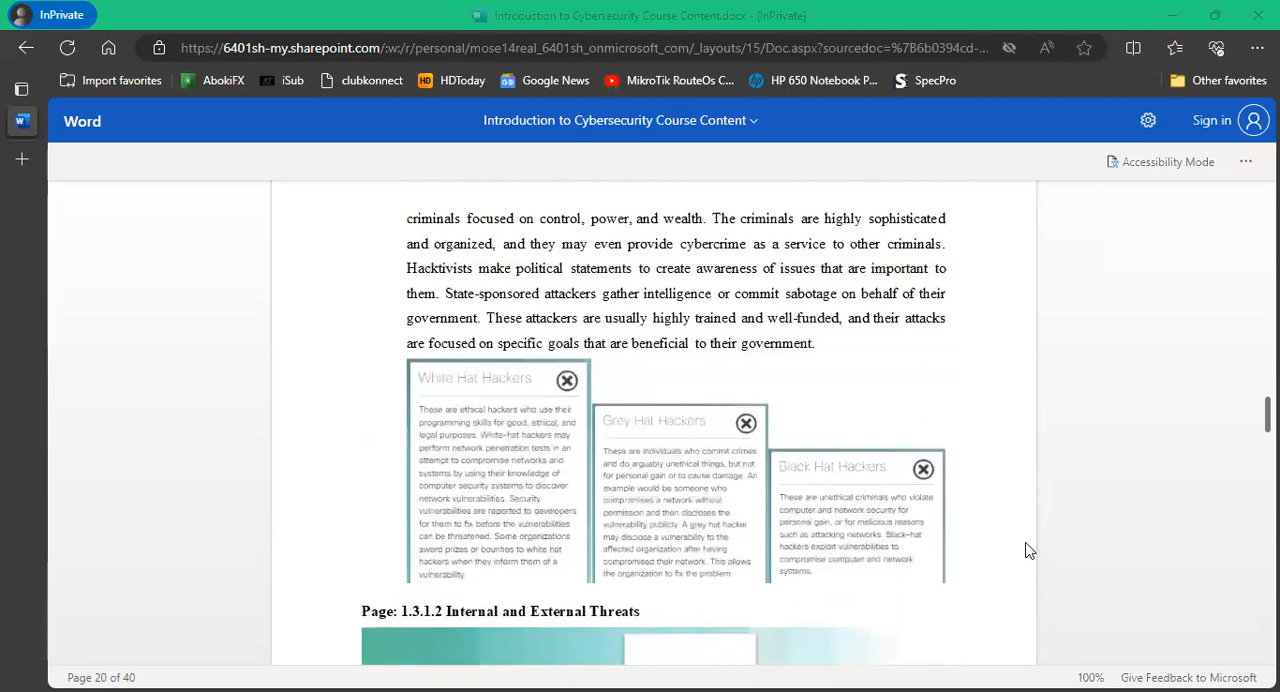 InPrivate
Introduction to Cybersecurity Course Content.docx - [InPrivate]
https://6401sh-my.sharepoint.com/:w:/r/personal/mose14real_6401sh_onmicrosoft_com/_layouts/15/Doc.aspx?sourcedoc=%7B6b0394cd-...
Import favorites
AbokiFX
iSub
clubkonnect
HD HDToday
Google News
MikroTik RouteOs C...
HP 650 Notebook P...
SpecPro
Other favorites
Word
Introduction to Cybersecurity Course Content
Sign in
Accessibility Mode
criminals focused on control, power, and wealth. The criminals are highly sophisticated
and organized, and they may even provide cybercrime as a service to other criminals.
Hacktivists make political statements to create awareness of issues that are important to
them. State-sponsored attackers gather intelligence or commit sabotage on behalf of their
government. These attackers are usually highly trained and well-funded, and their attacks
are focused on specific goals that are beneficial to their government.
White Hat Hackers
These are ethical hackers who use their
programming skills for good, ethical, and
legal purposes. White-hat hackers may
perform network penetration tests in an
attempt to compromise networks and
systems by using their knowledge of
computer security systems to discover
network vulnerabilities. Security
vulnerabilities are reported to developers
for them to fix before the vulnerabilities
can be threatened. Some organizations
award prizes or bounties to white hat
hackers when they inform them of a
vulnerability.
Grey Hat Hackers
These are individuals who commit crimes
and do arguably unethical things, but not
for personal gain or to cause damage. An
example would be someone who
compromises a network without
permission and then discloses the
vulnerability publicly. A grey hat hacker
may disclose a vulnerability to the
affected organization after having
compromised their network. This allows
the organization to fix the problem.
Black Hat Hackers
These are unethical criminals who violate
computer and network security for
personal gain, or for malicious reasons
such as attacking networks. Black-hat
hackers exploit vulnerabilities to
compromise computer and network
systems.
Page: 1.3.1.2 Internal and External Threats
Page 20 of 40
100%
Give Feedback to Microsoft